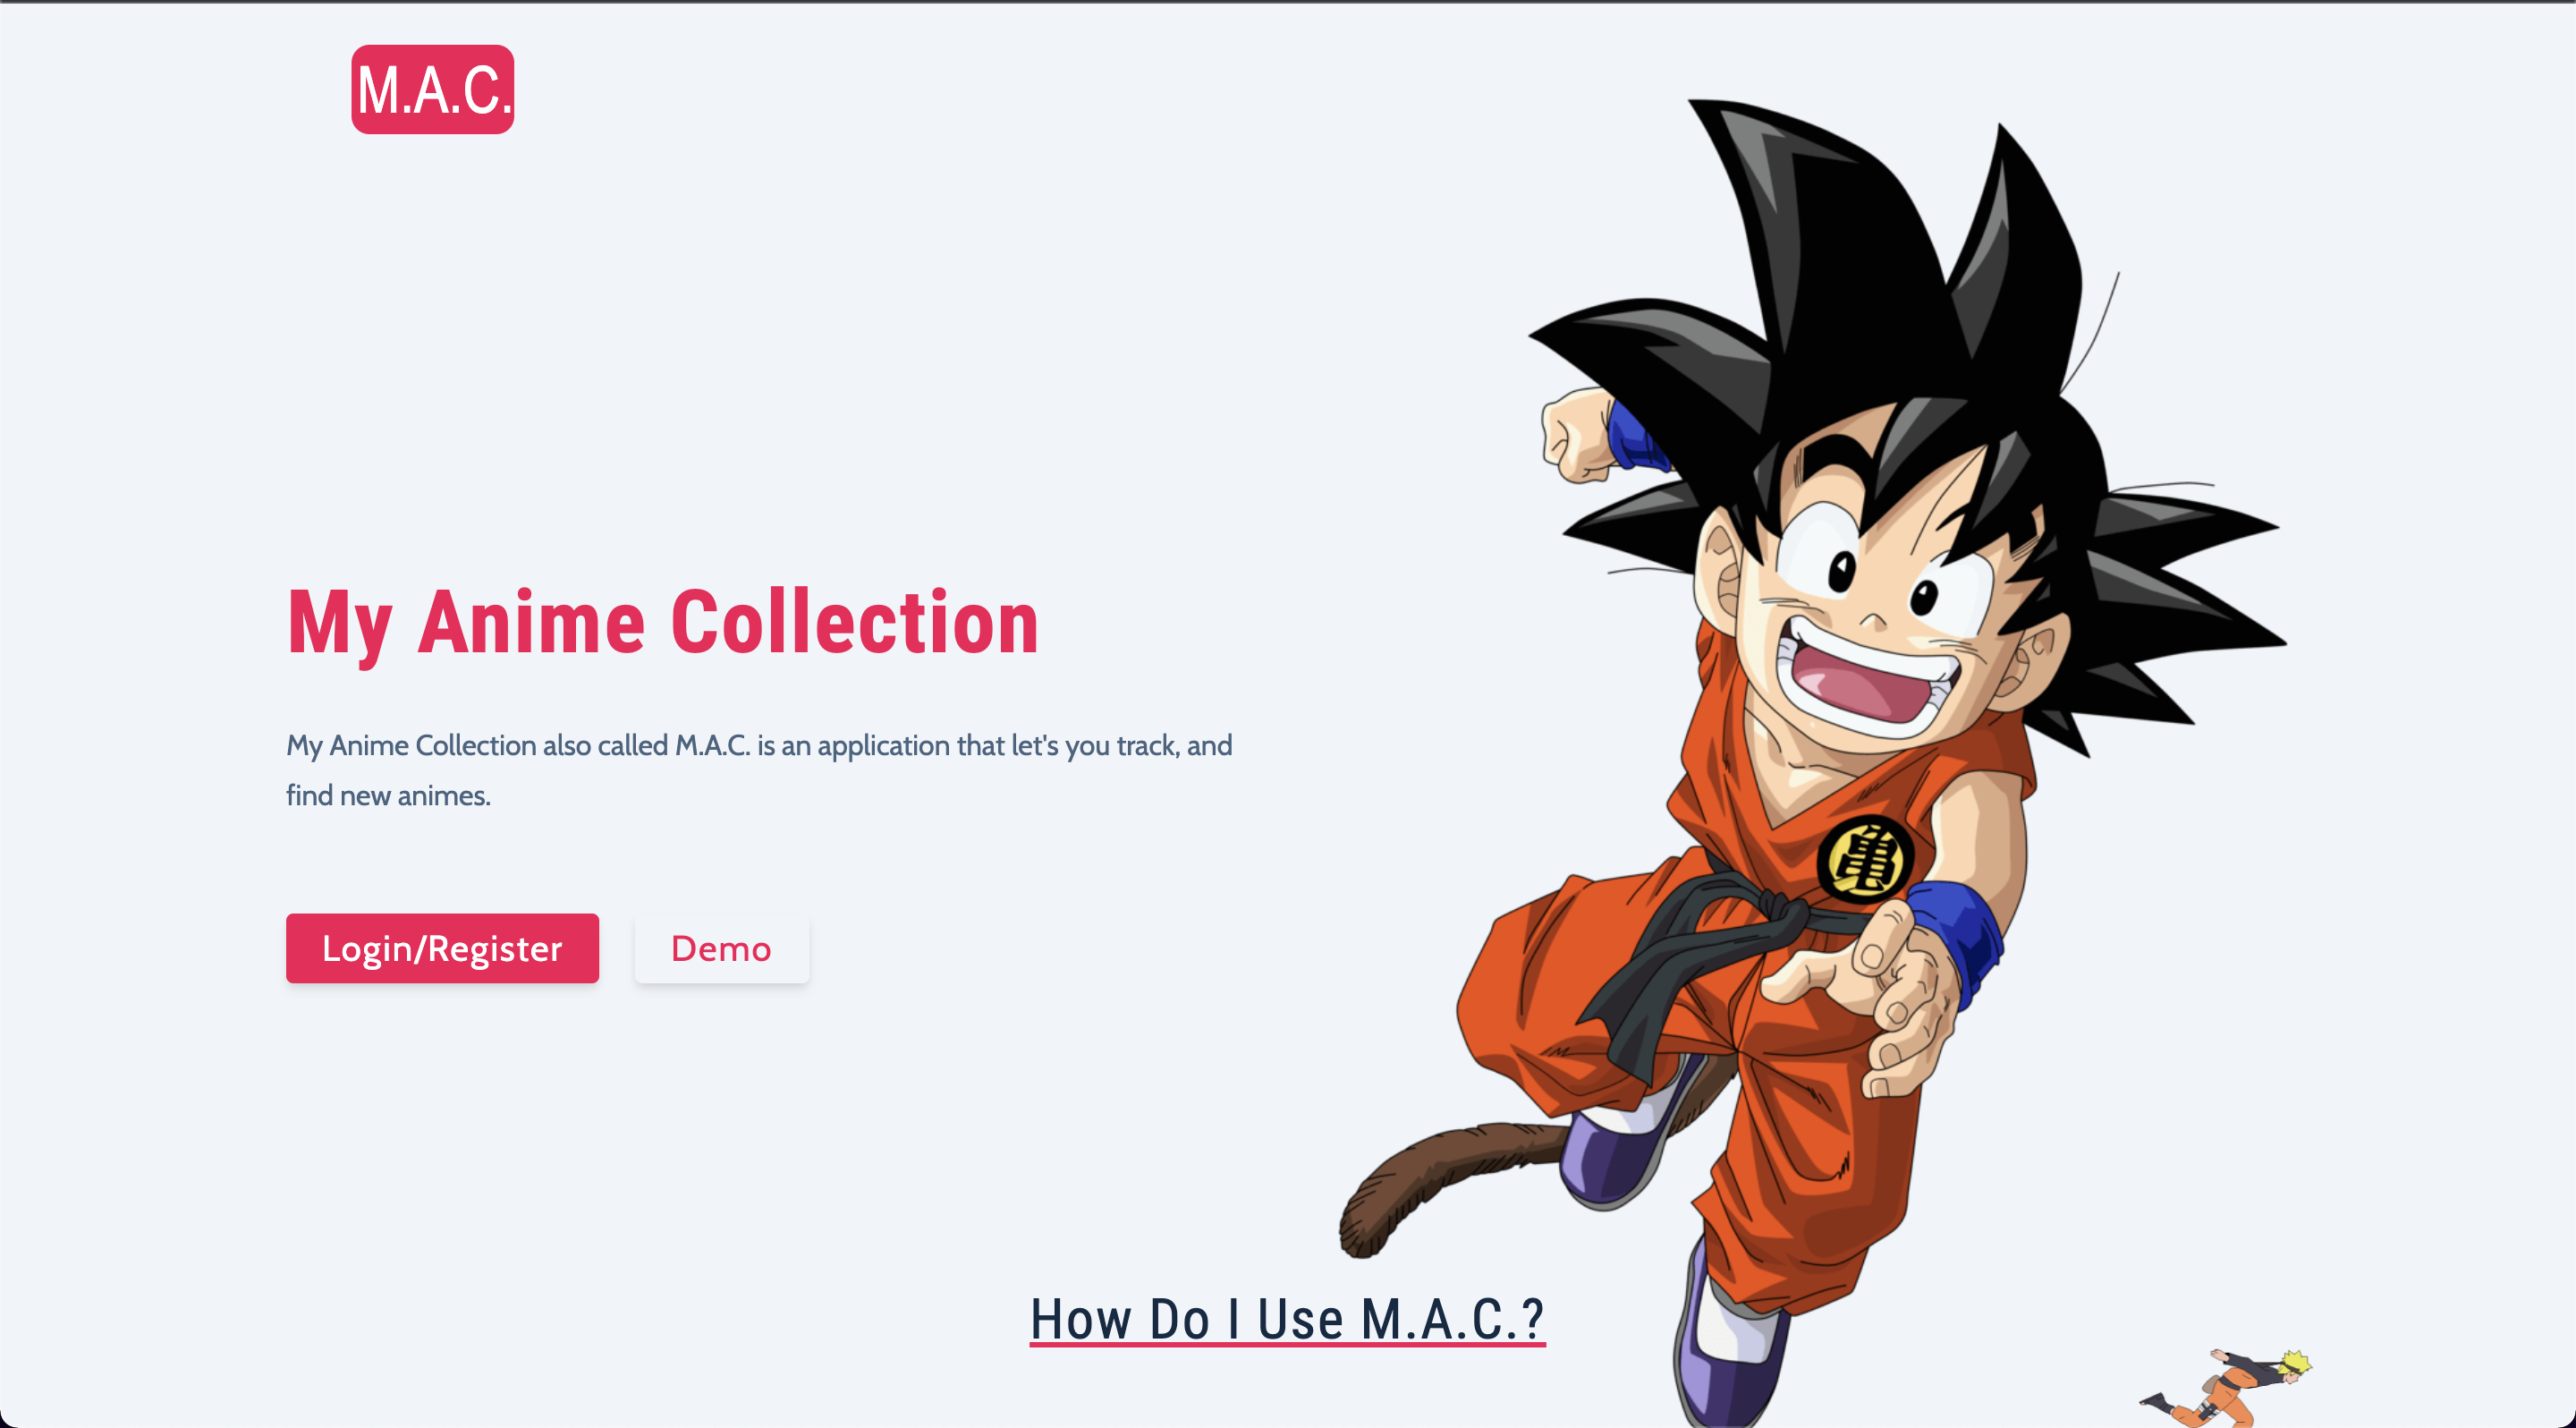 M.A.C.
My Anime Collection
My Anime Collection also called M.A.C. is an application that let's you track, and
find new animes.
Login/Register
Demo
亀
How Do I Use M.A.C.?